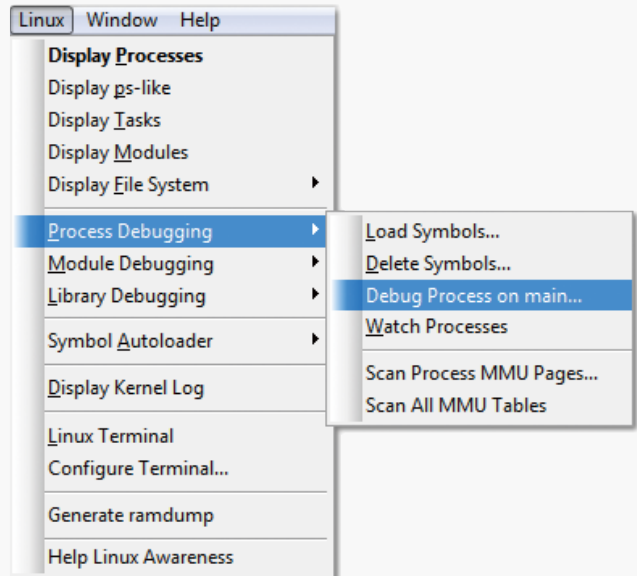 Linux Window Help
Display Processes
Display ps-like
Display Tasks
Display Modules
Display File System
Process Debugging
Module Debugging
Library Debugging
Symbol Autoloader
Display Kernel Log
Linux Terminal
Configure Terminal...
Generate ramdump
Help Linux Awareness
Load Symbols...
Delete Symbols...
Debug Process on main...
Watch Processes
Scan Process MMU Pages...
Scan All MMU Tables